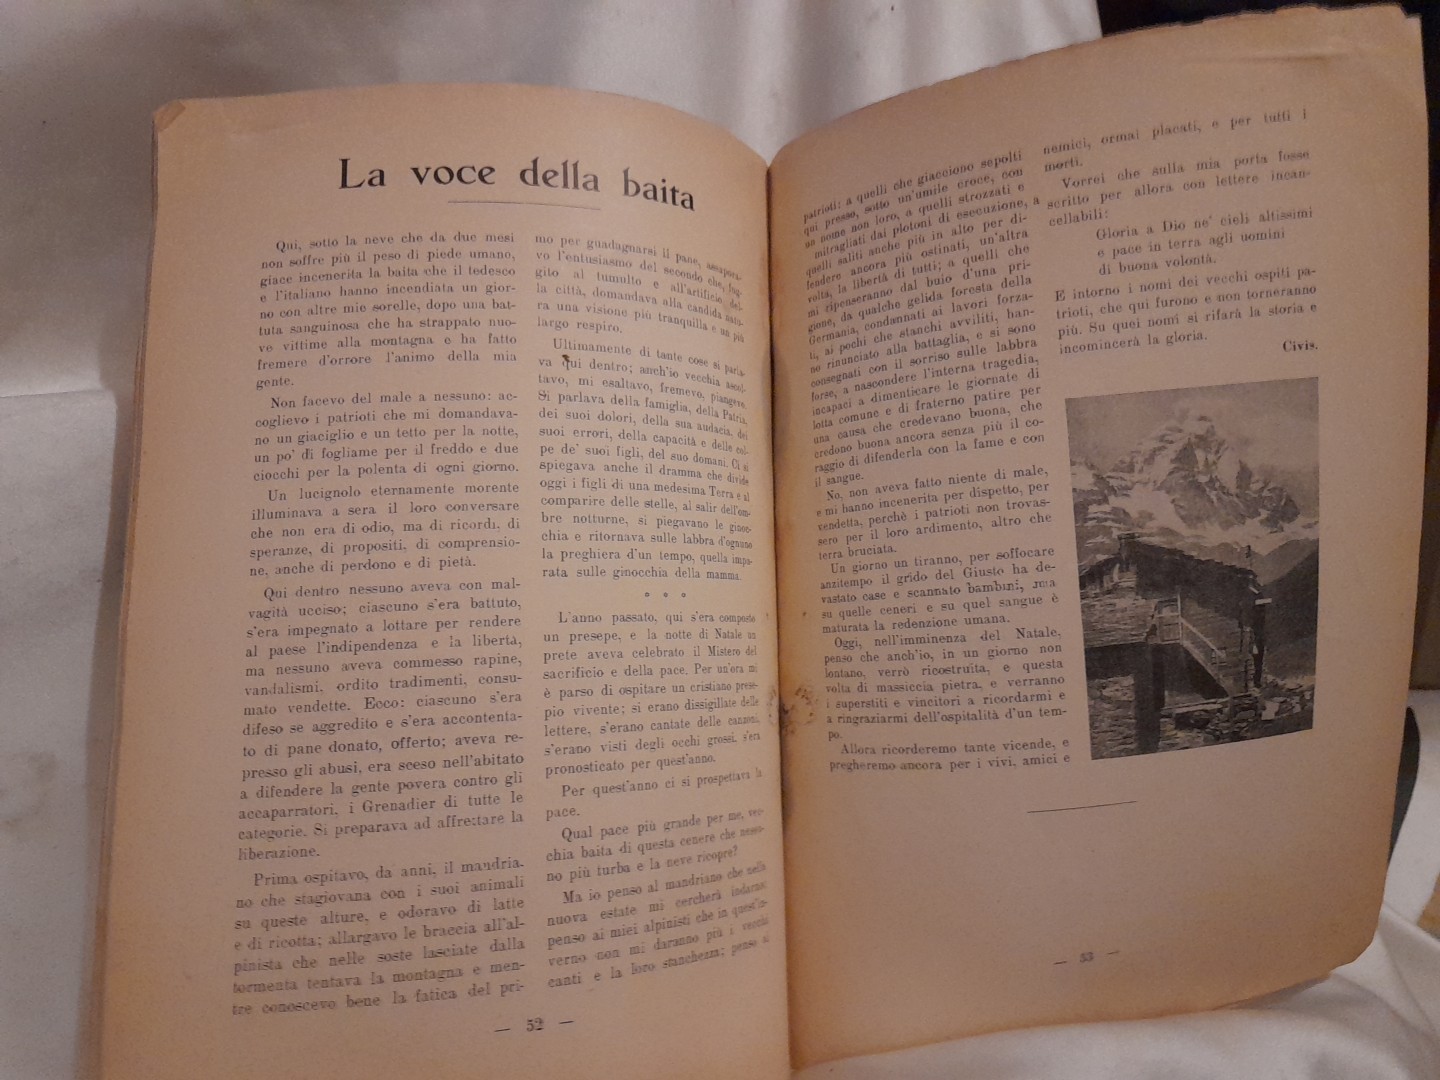 La voce della baita
Qui, sotto la neve che da due mesi
non soffre più il peso di piede umano,
giace incenerita la baita che il tedesco
e l'italiano hanno incendiata un gior-
no con altre mie sorelle, dopo una bat-
tuta sanguinosa che ha strappato nuo-
ve vittime alla montagna e ha fatto
fremere d'orrore l'animo della mia
gente.
Non facevo del male a nessuno: ac-
coglievo i patrioti che mi domandava-
no un giaciglio e un tetto per la notte,
un po' di fogliame per il freddo e due
ciocchi per la polenta di ogni giorno.
Un lucignolo eternamente morente
illuminava a sera il loro conversare
che non era di odio, ma di ricordi, di
speranze, di propositi, di comprensio-
ne, anche di perdono e di pietà.
Qui dentro nessuno aveva con mal-
vagità ucciso; ciascuno s'era battuto,
s'era impegnato a lottare per rendere
al paese l'indipendenza e la libertà,
ma nessuno aveva commesso rapine,
vandalismi, ordito tradimenti, consu-
mato vendette. Ecco: ciascuno s'era
difeso se aggredito e s'era accontenta-
to di pane donato, offerto; aveva re-
presso gli abusi, era sceso nell'abitato
a difendere la gente povera contro gli
accaparratori, i Grenadier di tutte le
categorie. Si preparava ad affrettare la
liberazione.
Prima ospitavo, da anni, il mandria-
no che stagiovana con i suoi animali
su queste alture, e odoravo di latte
e di ricotta; allargavo le braccia all'al-
pinista che nelle soste lasciate dalla
tormenta tentava la montagna e men-
tre conoscevo bene la fatica del pri-
mo per guadagnarsi il pane, assapora-
vo l'entusiasmo del secondo che, fug-
gito al tumulto e all'artificio del-
la città, domandava alla candida natu-
ra una visione più tranquilla e un più
largo respiro.
Ultimamente di tante cose si parla-
va qui dentro; anch'io vecchia ascol-
tavo, mi esaltavo, fremevo, piangevo.
Si parlava della famiglia, della Patria,
dei suoi dolori, della sua audacia, dei
suoi errori, della capacità e delle col-
pe de' suoi figli, del suo domani. Ci si
spiegava anche il dramma che divide
oggi i figli di una medesima Terra e al
comparire delle stelle, al salir dell'om-
bre notturne, si piegavano le ginoc-
chia e ritornava sulle labbra d'ognuno
la preghiera d'un tempo, quella impa-
rata sulle ginocchia della mamma.
° ° °
L'anno passato, qui s'era composto
un presepe, e la notte di Natale un
prete aveva celebrato il Mistero del
sacrificio e della pace. Per un'ora mi
è parso di ospitare un cristiano prese-
pio vivente; si erano dissigillate delle
lettere, s'erano cantate delle canzoni,
s'erano visti degli occhi grossi, s'era
pronosticato per quest'anno.
Per quest'anno ci si prospettava la
pace.
Qual pace più grande per me, vec-
chia baita di questa cenere che nessu-
no più turba e la neve ricopre?
Ma io penso al mandriano che nella
nuova estate mi cercherà indarno;
penso ai miei alpinisti che in quest'in-
verno non mi daranno più i vecchi
canti e la loro stanchezza; penso ai
— 52 —
patrioti: a quelli che giacciono sepolti
qui presso, sotto un'umile croce, con
un nome non loro, a quelli strozzati e
mitragliati dai plotoni di esecuzione, a
quelli saliti anche più in alto per di-
fendere ancora più ostinati, un'altra
volta, la libertà di tutti; a quelli che
mi ripenseranno dal buio d'una pri-
gione, da qualche gelida foresta della
Germania, condannati ai lavori forza-
ti, ai pochi che stanchi avviliti, han-
no rinunciato alla battaglia, e si sono
consegnati con il sorriso sulle labbra
forse, a nascondere l'interna tragedia,
incapaci a dimenticare le giornate di
lotta comune e di fraterno patire per
una causa che credevano buona, che
credono buona ancora senza più il co-
raggio di difenderla con la fame e con
il sangue.
No, non aveva fatto niente di male,
e mi hanno incenerita per dispetto, per
vendetta, perchè i patrioti non trovas-
sero per il loro ardimento, altro che
terra bruciata.
Un giorno un tiranno, per soffocare
anzitempo il grido del Giusto ha de-
vastato case e scannato bambini, ma
su quelle ceneri e su quel sangue è
maturata la redenzione umana.
Oggi, nell'imminenza del Natale,
penso che anch'io, in un giorno non
lontano, verrò ricostruita, e questa
volta di massiccia pietra, e verranno
i superstiti e vincitori a ricordarmi e
a ringraziarmi dell'ospitalità d'un tem-
po.
Allora ricorderemo tante vicende, e
pregheremo ancora per i vivi, amici e
nemici, ormai placati, e per tutti i
morti.
Vorrei che sulla mia porta fosse
scritto per allora con lettere incan-
cellabili:
Gloria a Dio ne' cieli altissimi
e pace in terra agli uomini
di buona volontà.
E intorno i nomi dei vecchi ospiti pa-
trioti, che qui furono e non torneranno
più. Su quei nomi si rifarà la storia e
incomincerà la gloria.
Civis.
— 53 —